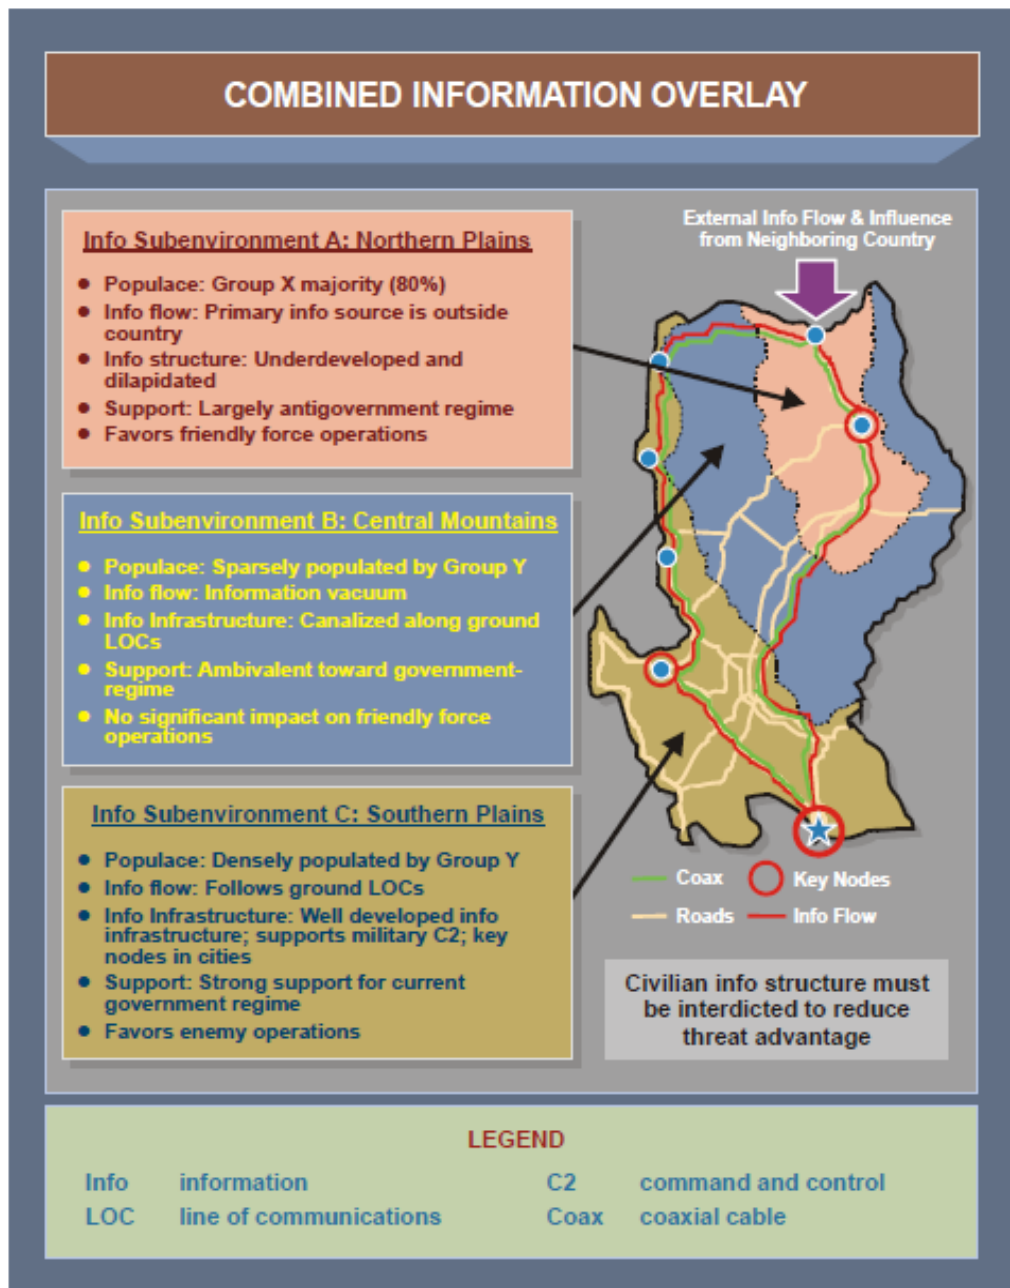 COMBINED INFORMATION OVERLAY
Info Subenvironment A: Northern Plains
● Populace: Group X majority (80%)
● Info flow: Primary info source is outside
country
● Info structure: Underdeveloped and
dilapidated
● Support: Largely antigovernment regime
● Favors friendly force operations
Info Subenvironment B: Central Mountains
● Populace: Sparsely populated by Group Y
● Info flow: Information vacuum
● Info Infrastructure: Canalized along ground
LOCs
● Support: Ambivalent toward government-
regime
● No significant impact on friendly force
operations
Info Subenvironment C: Southern Plains
● Populace: Densely populated by Group Y
● Info flow: Follows ground LOCs
● Info Infrastructure: Well developed info
infrastructure; supports military C2; key
nodes in cities
● Support: Strong support for current
government regime
● Favors enemy operations
External Info Flow & Influence
from Neighboring Country
Coax Key Nodes
Roads Info Flow
Civilian info structure must
be interdicted to reduce
threat advantage
LEGEND
Info information C2 command and control
LOC line of communications Coax coaxial cable